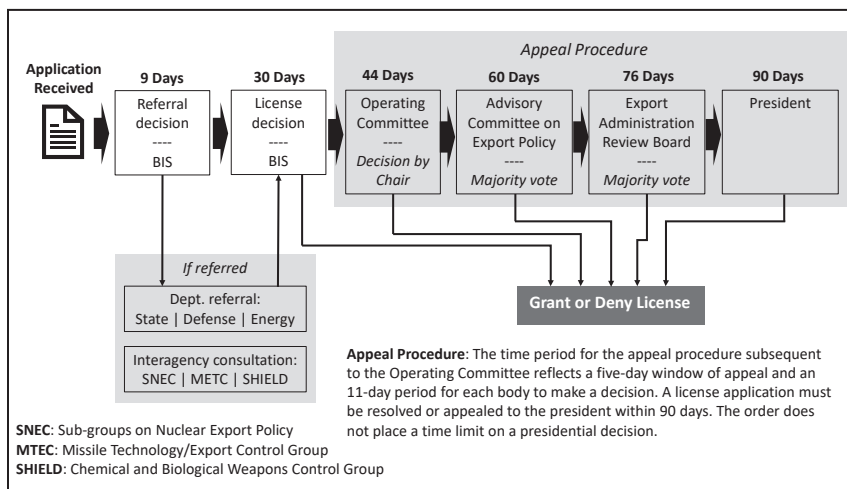 Appeal Procedure
Application
Received
9 Days
30 Days
44 Days
60 Days
76 Days
90 Days
Referral
decision
----
BIS
License
decision
----
BIS
Operating
Committee
----
Decision by
Chair
Advisory
Committee on
Export Policy
----
Majority vote
Export
Administration
Review Board
----
Majority vote
President
If referred
Dept. referral:
State | Defense | Energy
Interagency consultation:
SNEC | METC | SHIELD
Grant or Deny License
Appeal Procedure: The time period for the appeal procedure subsequent
to the Operating Committee reflects a five-day window of appeal and an
11-day period for each body to make a decision. A license application must
be resolved or appealed to the president within 90 days. The order does
not place a time limit on a presidential decision.
SNEC: Sub-groups on Nuclear Export Policy
MTEC: Missile Technology/Export Control Group
SHIELD: Chemical and Biological Weapons Control Group